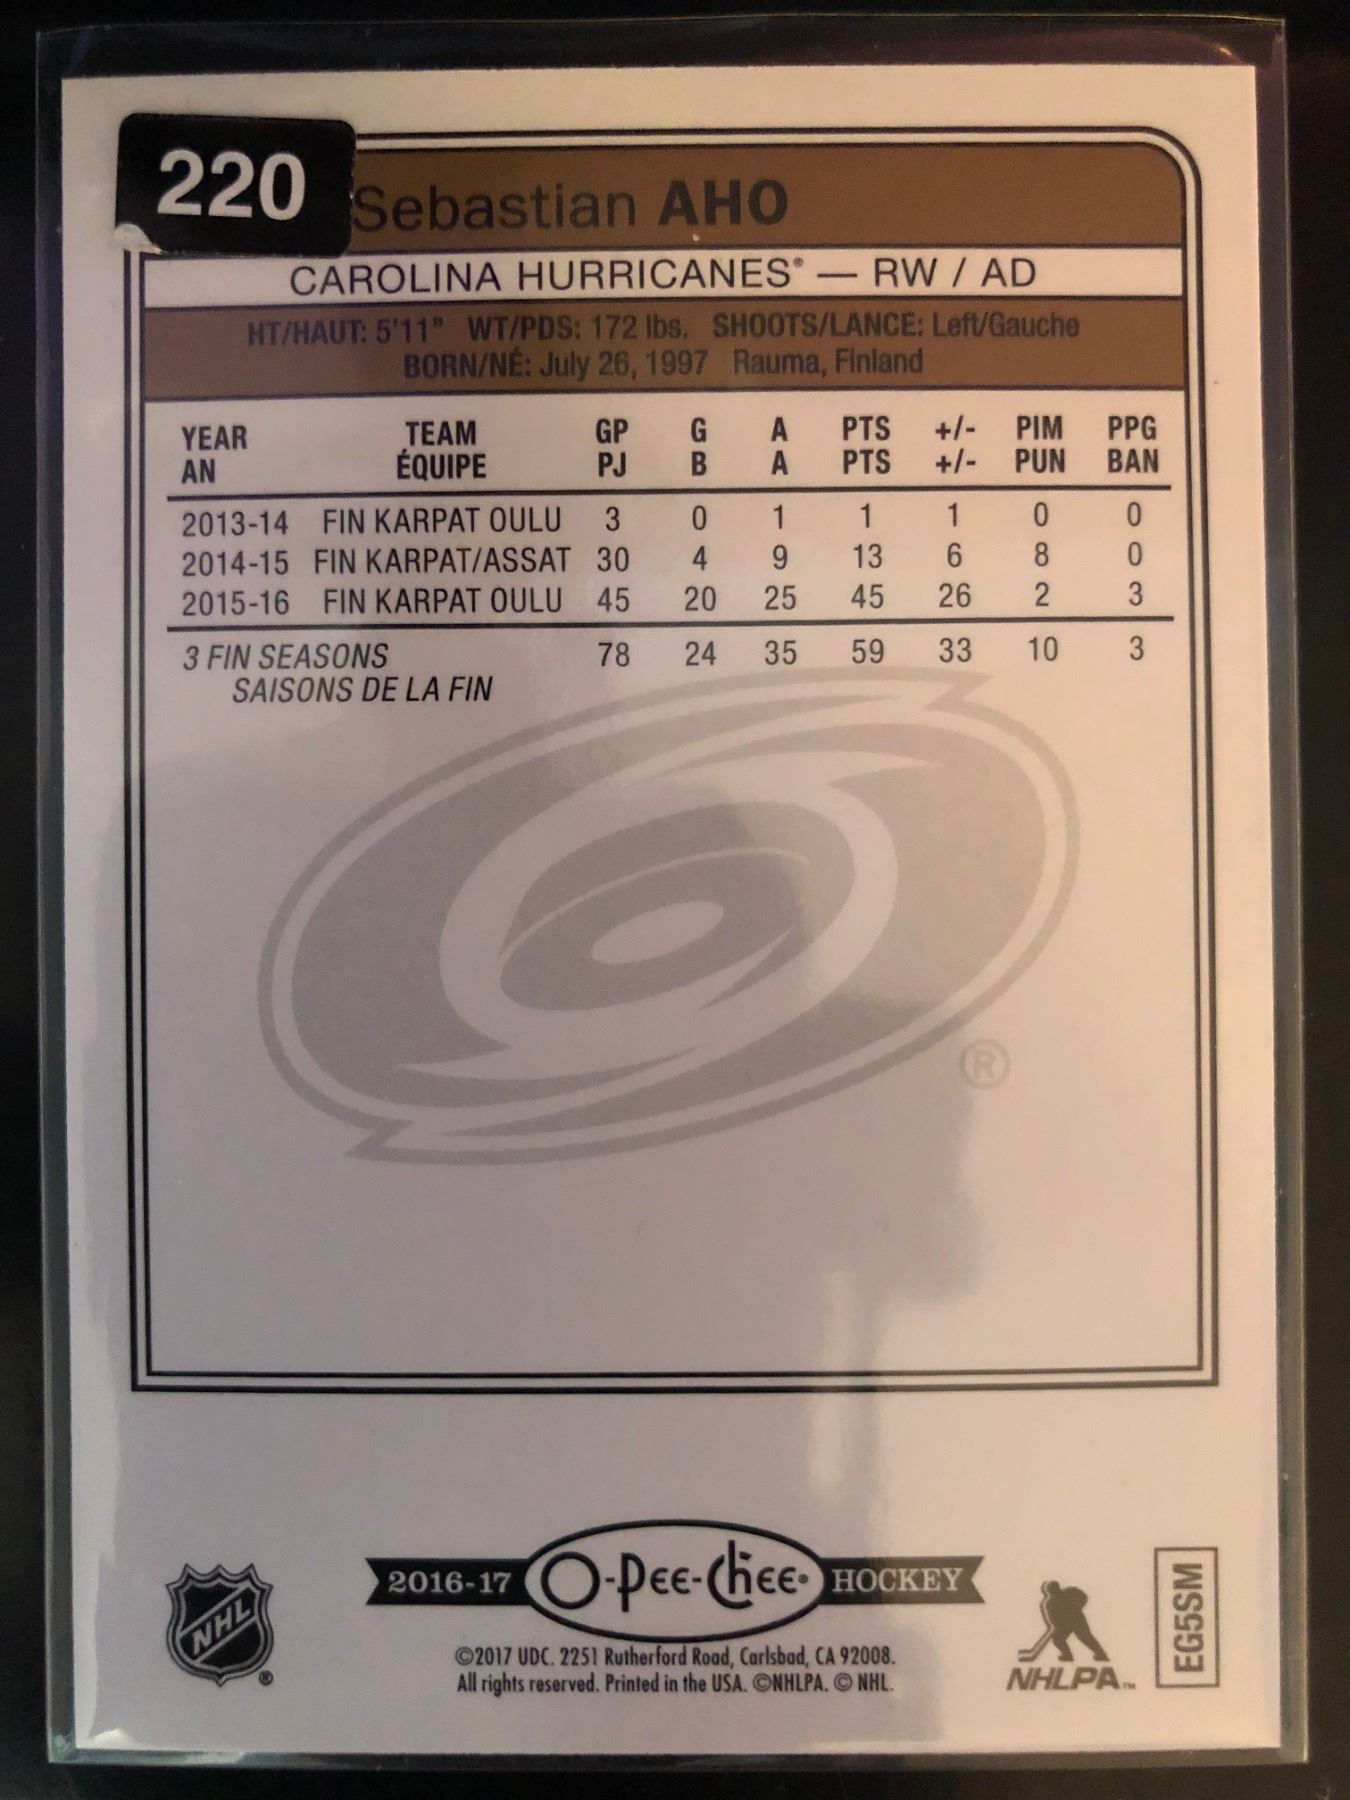 220
Sebastian AHO
CAROLINA HURRICANES® — RW / AD
HT/HAUT: 5'11" WT/PDS: 172 lbs. SHOOTS/LANCE: Left/Gauche
BORN/NÉ: July 26, 1997 Rauma, Finland
YEAR TEAM GP G A PTS +/- PIM PPG
AN ÉQUIPE PJ B A PTS +/- PUN BAN
2013-14 FIN KARPAT OULU 3 0 1 1 1 0 0
2014-15 FIN KARPAT/ASSAT 30 4 9 13 6 8 0
2015-16 FIN KARPAT OULU 45 20 25 45 26 2 3
3 FIN SEASONS 78 24 35 59 33 10 3
SAISONS DE LA FIN
®
2016-17 O-PEE-CHEE® HOCKEY
NHL®
©2017 UDC. 2251 Rutherford Road, Carlsbad, CA 92008.
All rights reserved. Printed in the USA. ©NHLPA. © NHL.
NHLPA™
EG5SM